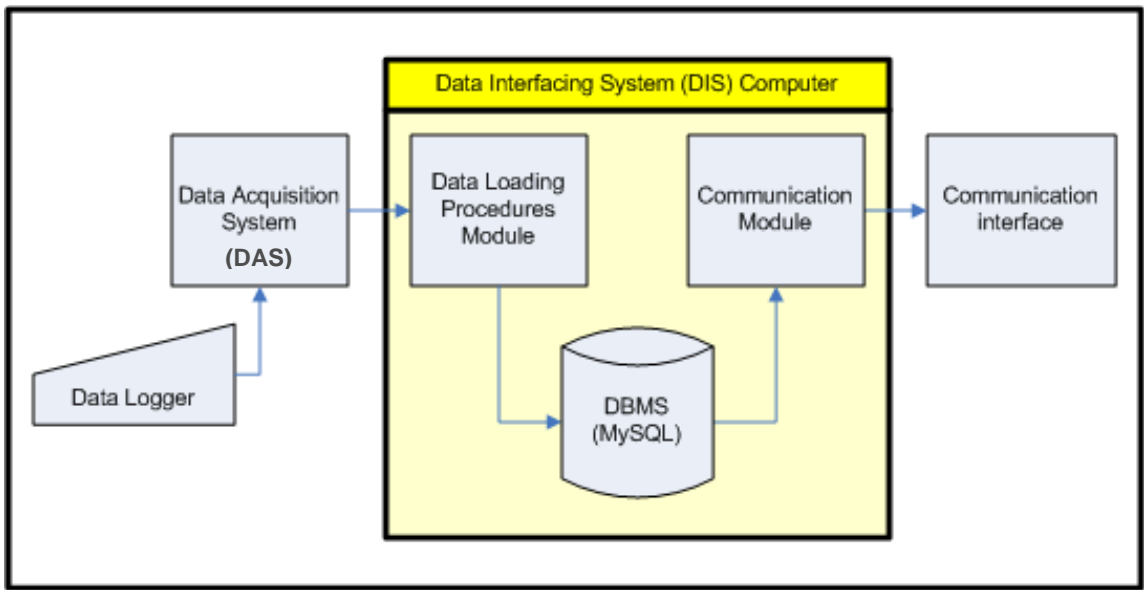 Data Interfacing System (DIS) Computer
Data Acquisition
System
(DAS)
Data Loading
Procedures
Module
Communication
Module
Communication
interface
Data Logger
DBMS
(MySQL)